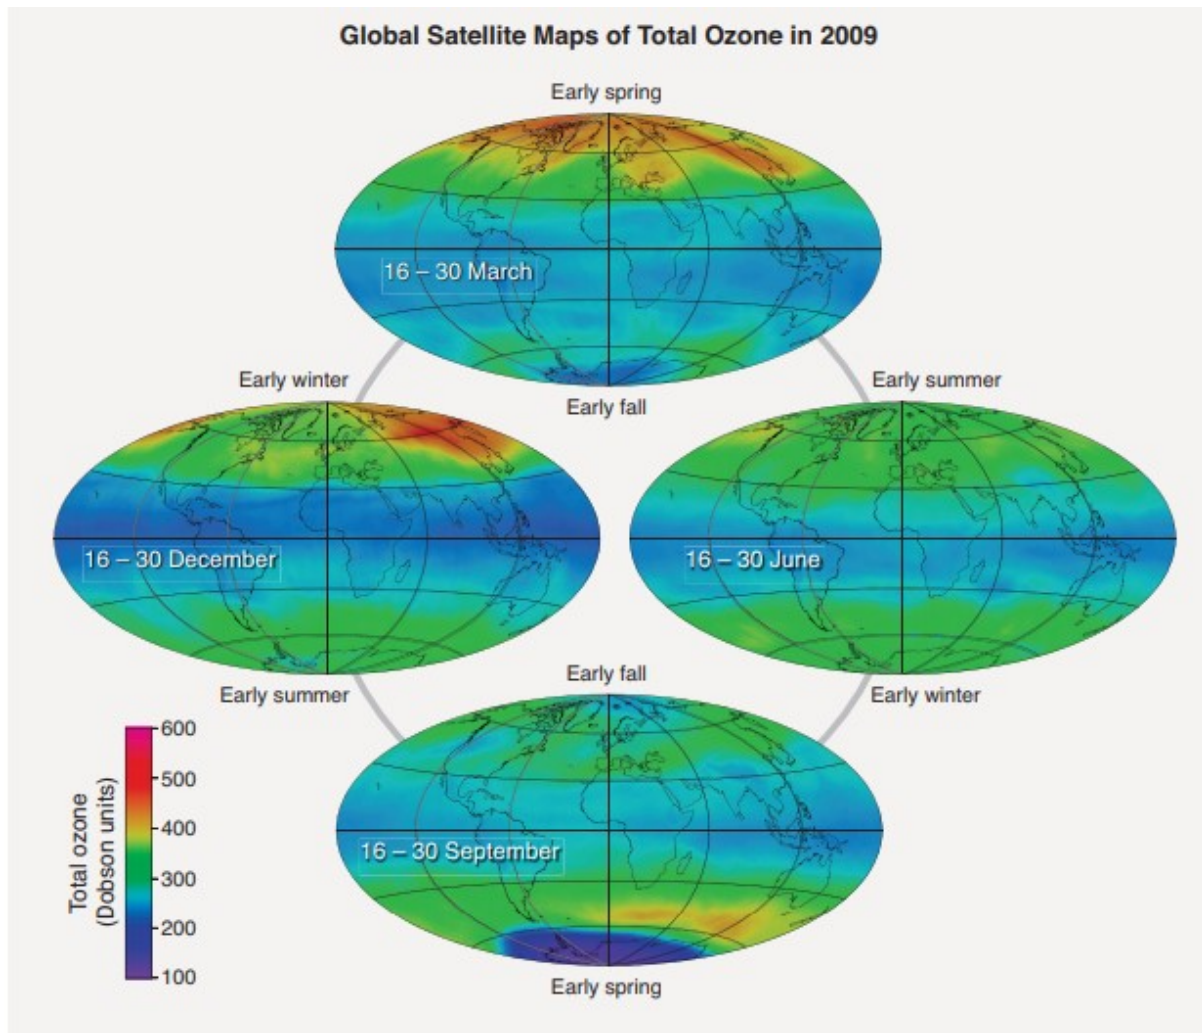 Global Satellite Maps of Total Ozone in 2009
Early spring
16 – 30 March
Early fall
Early winter
16 – 30 December
Early summer
Early summer
16 – 30 June
Early winter
Early fall
16 – 30 September
Early spring
Total ozone
(Dobson units)
600
500
400
300
200
100